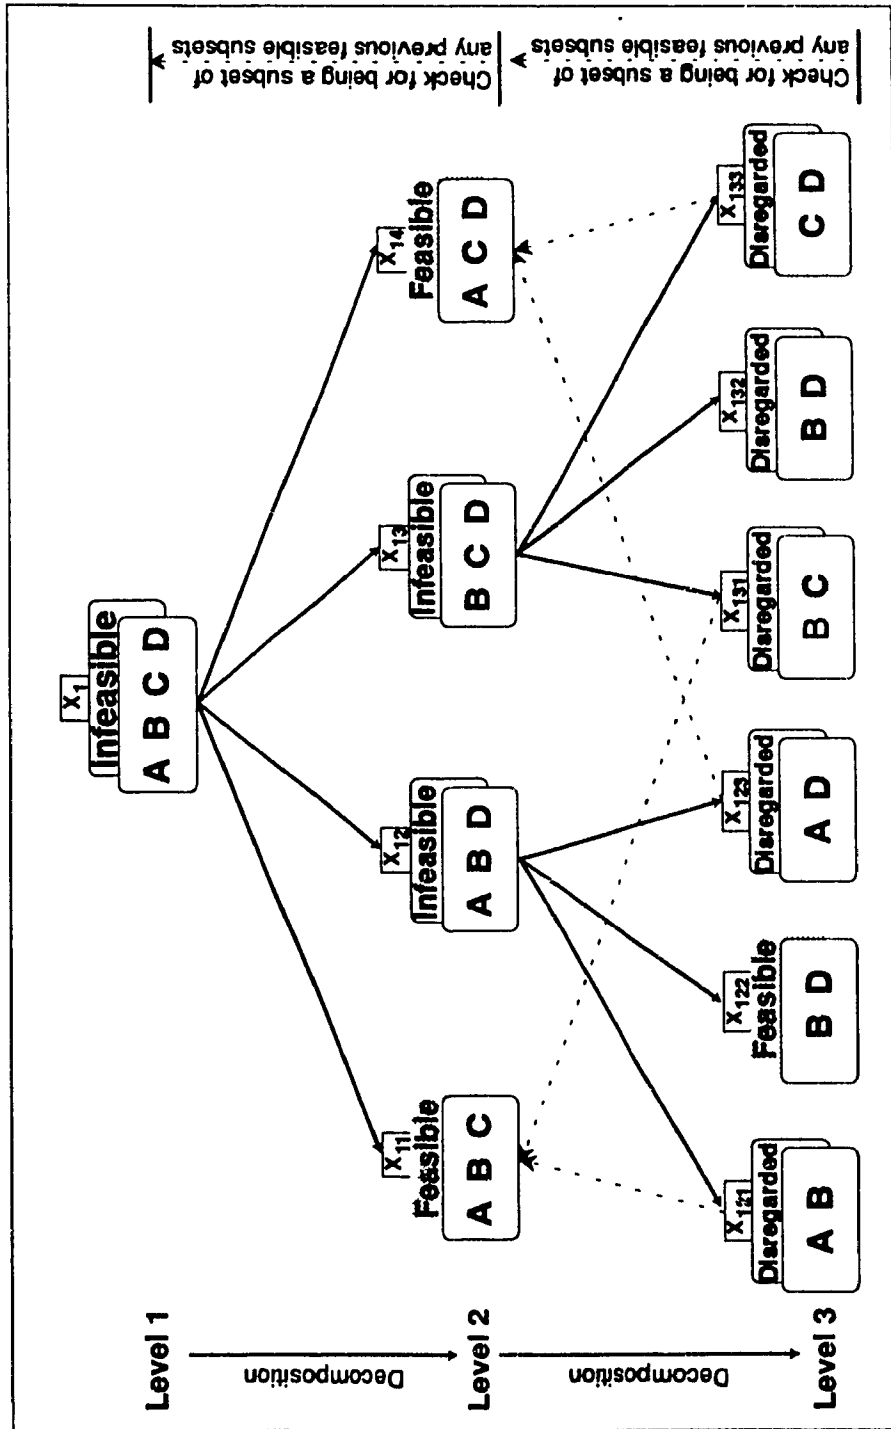 Level 1
X1
Infeasible
A B C D
Decomposition
Check for being a subset of
any previous feasible subsets
Level 2
X11
Feasible
A B C
X12
Infeasible
A B D
X13
Infeasible
B C D
X14
Feasible
A C D
Decomposition
Check for being a subset of
any previous feasible subsets
Level 3
X121
Disregarded
A B
X122
Feasible
B D
X123
Disregarded
A D
X131
Disregarded
B C
X132
Disregarded
B D
X133
Disregarded
C D